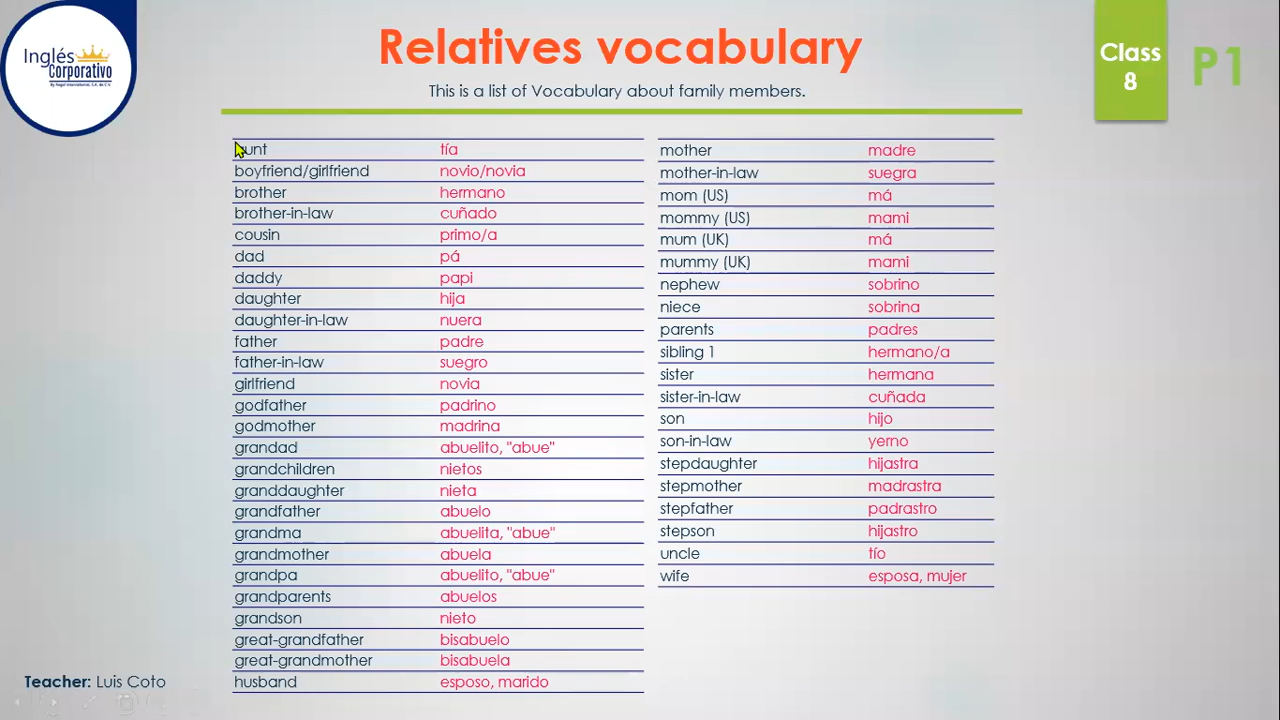 Inglés
Corporativo
Relatives vocabulary
This is a list of Vocabulary about family members.
Class
8
P1
tía
boyfriend/girlfriend novio/novia
brother hermano
brother-in-law cuñado
cousin primo/a
dad pá
daddy papi
daughter hija
daughter-in-law nuera
father padre
father-in-law suegro
girlfriend novia
godfather padrino
godmother madrina
grandad abuelito, "abue"
grandchildren nietos
granddaughter nieta
grandfather abuelo
grandma abuelita, "abue"
grandmother abuela
grandpa abuelito, "abue"
grandparents abuelos
grandson nieto
great-grandfather bisabuelo
great-grandmother bisabuela
husband esposo, marido
mother madre
mother-in-law suegra
mom (US) má
mommy (US) mami
mum (UK) má
mummy (UK) mami
nephew sobrino
niece sobrina
parents padres
sibling 1 hermano/a
sister hermana
sister-in-law cuñada
son hijo
son-in-law yerno
stepdaughter hijastra
stepmother madrastra
stepfather padrastro
stepson hijastro
uncle tío
wife esposa, mujer
Teacher: Luis Coto